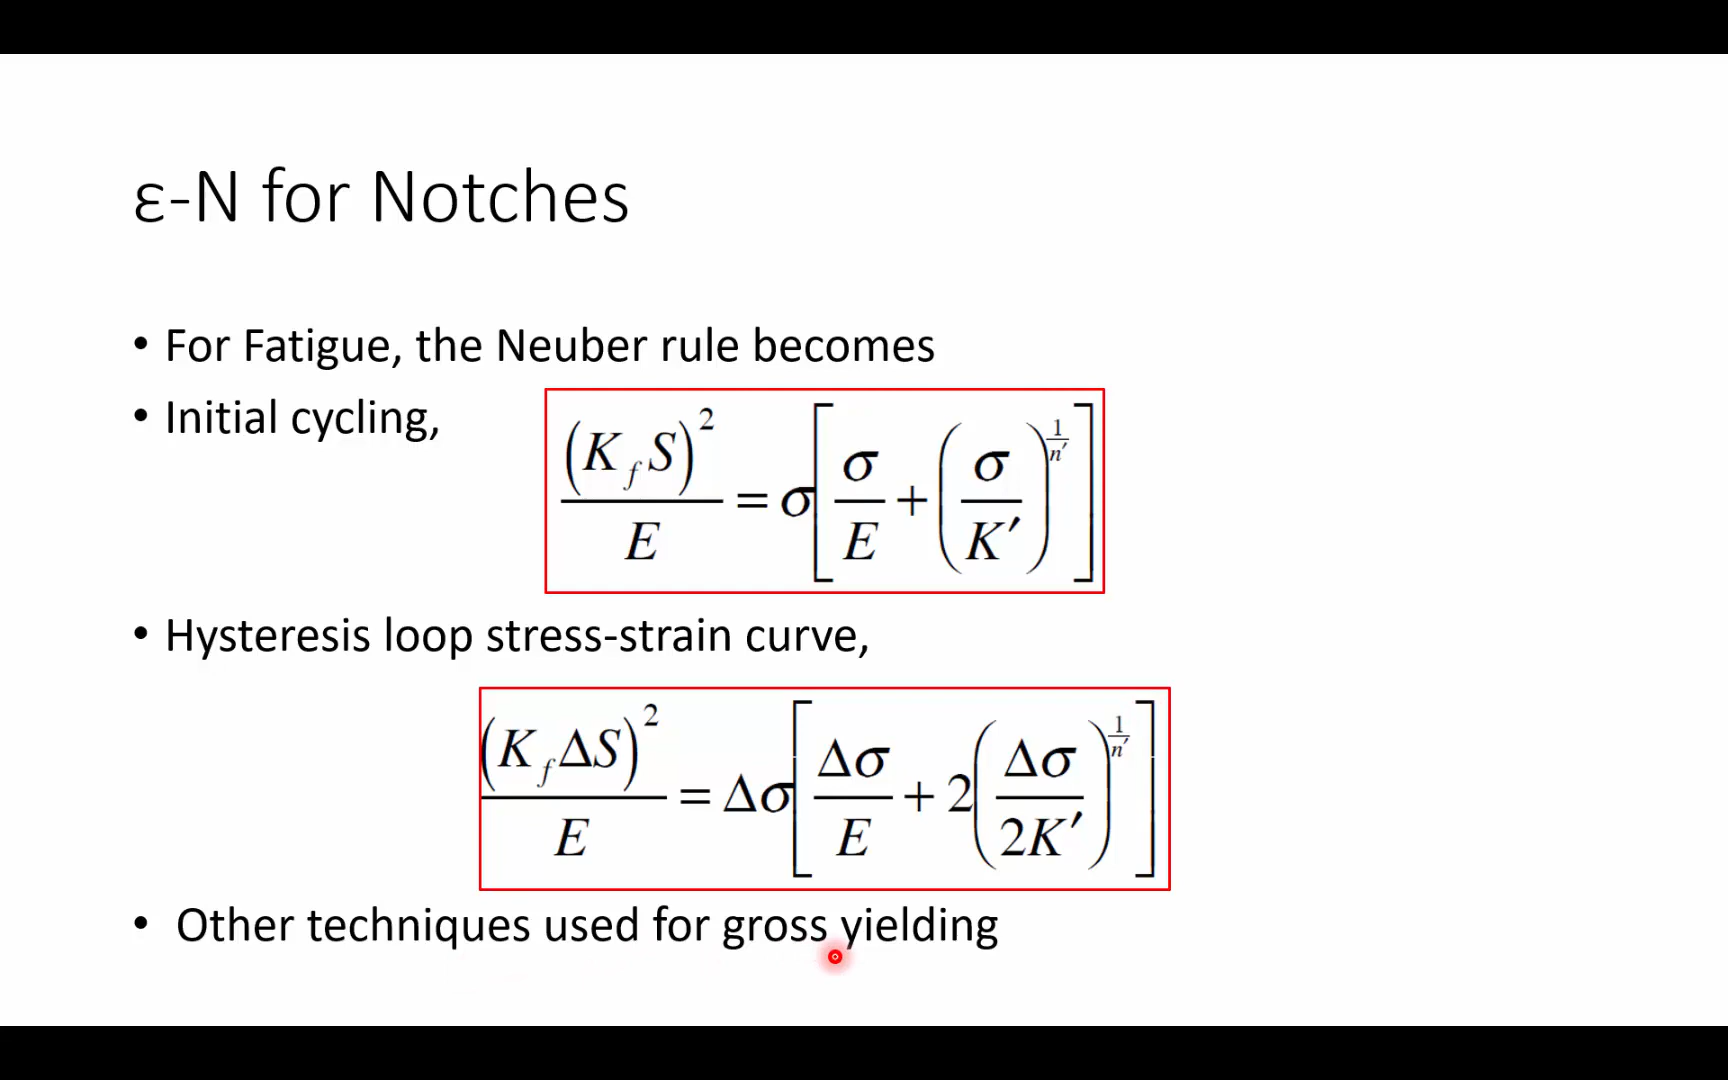 ε-N for Notches
• For Fatigue, the Neuber rule becomes
• Initial cycling,
(K_f S)^2 / E = σ[σ/E + (σ/K′)^(1/n′)]
• Hysteresis loop stress-strain curve,
(K_f ΔS)^2 / E = Δσ[Δσ/E + 2(Δσ/2K′)^(1/n′)]
• Other techniques used for gross yielding